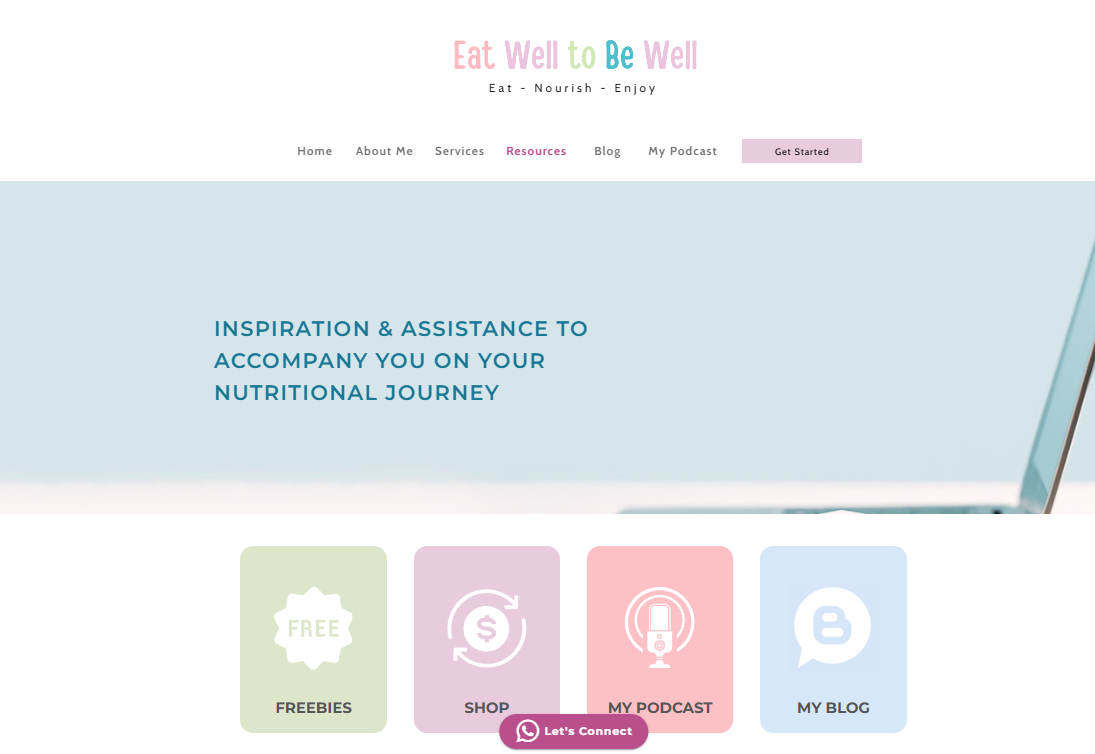 Eat Well to Be Well
Eat - Nourish - Enjoy
Home About Me Services Resources Blog My Podcast Get Started
INSPIRATION & ASSISTANCE TO
ACCOMPANY YOU ON YOUR
NUTRITIONAL JOURNEY
FREE
$
B
FREEBIES SHOP MY PODCAST MY BLOG
Let's Connect